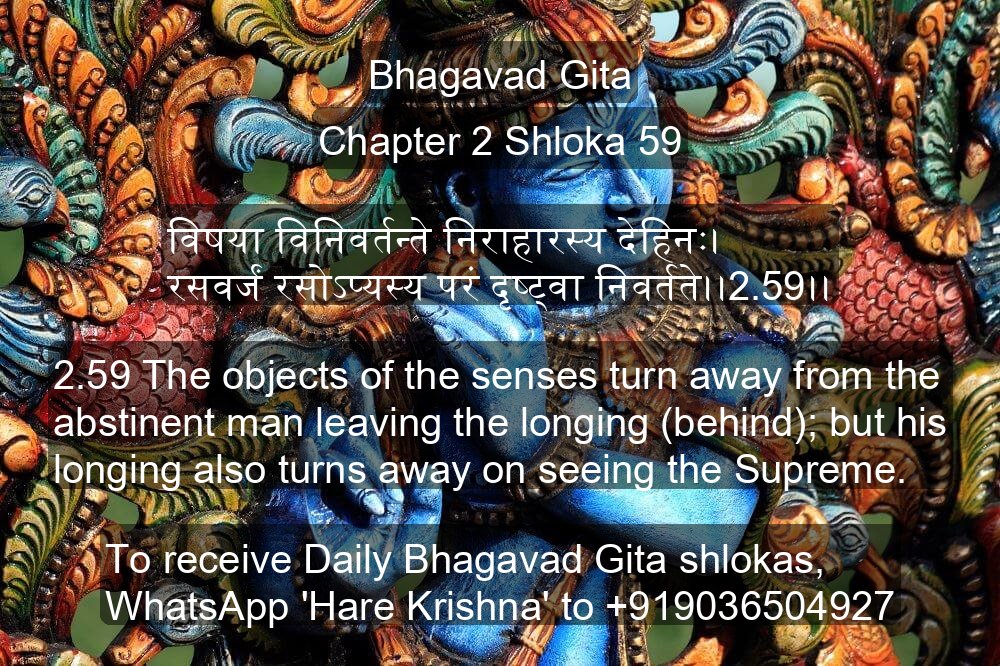 Bhagavad Gita
Chapter 2 Shloka 59
विषया विनिवर्तन्ते निराहारस्य देहिनः।
रसवर्जं रसोऽप्यस्य परं दृष्ट्वा निवर्तते।।2.59।।
2.59 The objects of the senses turn away from the
abstinent man leaving the longing (behind); but his
longing also turns away on seeing the Supreme.
To receive Daily Bhagavad Gita shlokas,
WhatsApp 'Hare Krishna' to +919036504927